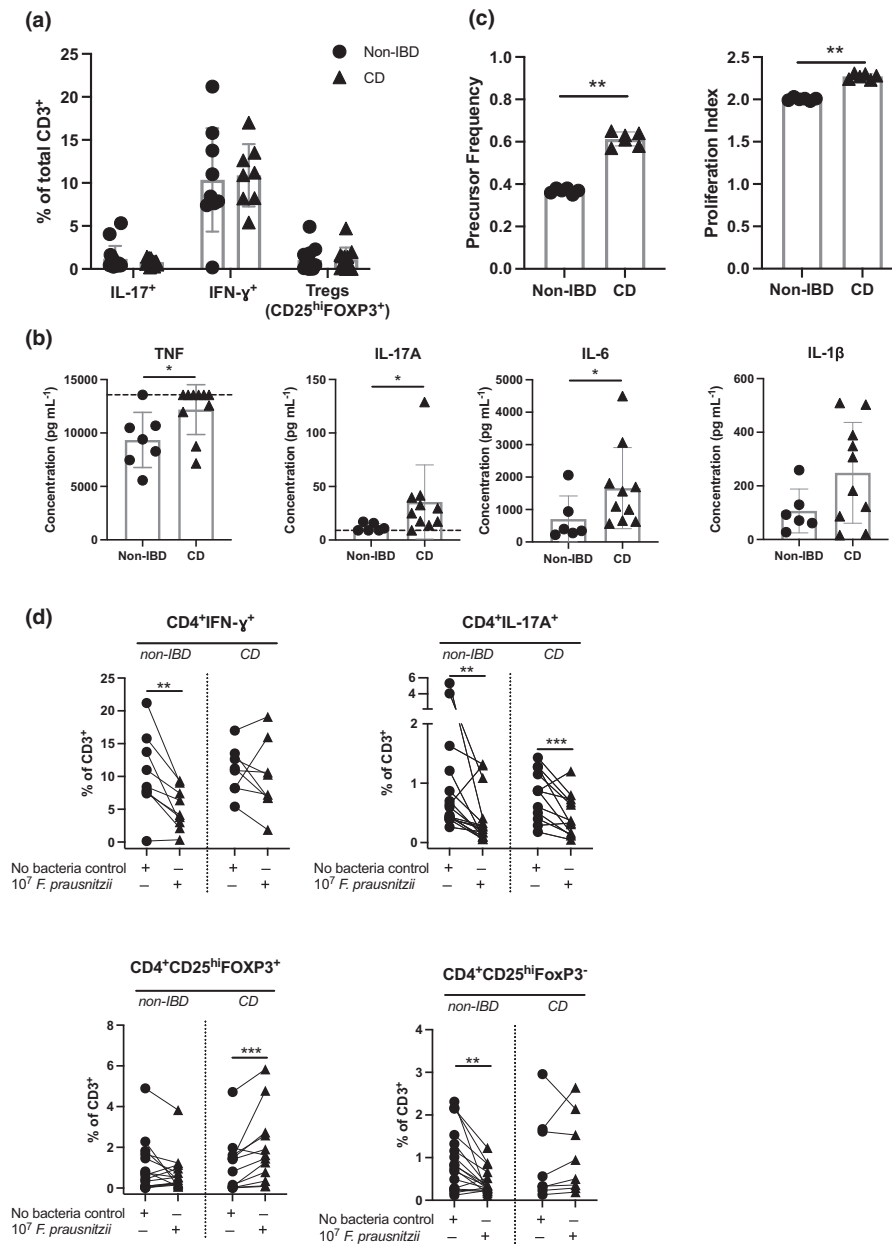 (a)
25
20
15
10
5
0
% of total CD3⁺
Non-IBD
CD
IL-17⁺
IFN-ɣ⁺
Tregs
(CD25ʰⁱFOXP3⁺)
(c)
1.0
0.8
0.6
0.4
0.2
0.0
Precursor Frequency
**
Non-IBD
CD
2.5
2.0
1.5
1.0
0.5
0.0
Proliferation Index
**
Non-IBD
CD
(b)
TNF
15000
10000
5000
0
Concentration (pg mL⁻¹)
*
Non-IBD
CD
IL-17A
150
100
50
0
Concentration (pg mL⁻¹)
*
Non-IBD
CD
IL-6
5000
4000
3000
2000
1000
0
Concentration (pg mL⁻¹)
*
Non-IBD
CD
IL-1β
600
400
200
0
Concentration (pg mL⁻¹)
Non-IBD
CD
(d)
CD4⁺IFN-ɣ⁺
non-IBD
CD
25
20
15
10
5
0
% of CD3⁺
**
No bacteria control + – + –
10⁷ F. prausnitzii – + – +
CD4⁺IL-17A⁺
non-IBD
CD
6
4
2
1
0
% of CD3⁺
**
***
No bacteria control + – + –
10⁷ F. prausnitzii – + – +
CD4⁺CD25ʰⁱFOXP3⁺
non-IBD
CD
8
6
4
2
0
% of CD3⁺
***
No bacteria control + – + –
10⁷ F. prausnitzii – + – +
CD4⁺CD25ʰⁱFoxP3⁻
non-IBD
CD
4
3
2
1
0
% of CD3⁺
**
No bacteria control + – + –
10⁷ F. prausnitzii – + – +